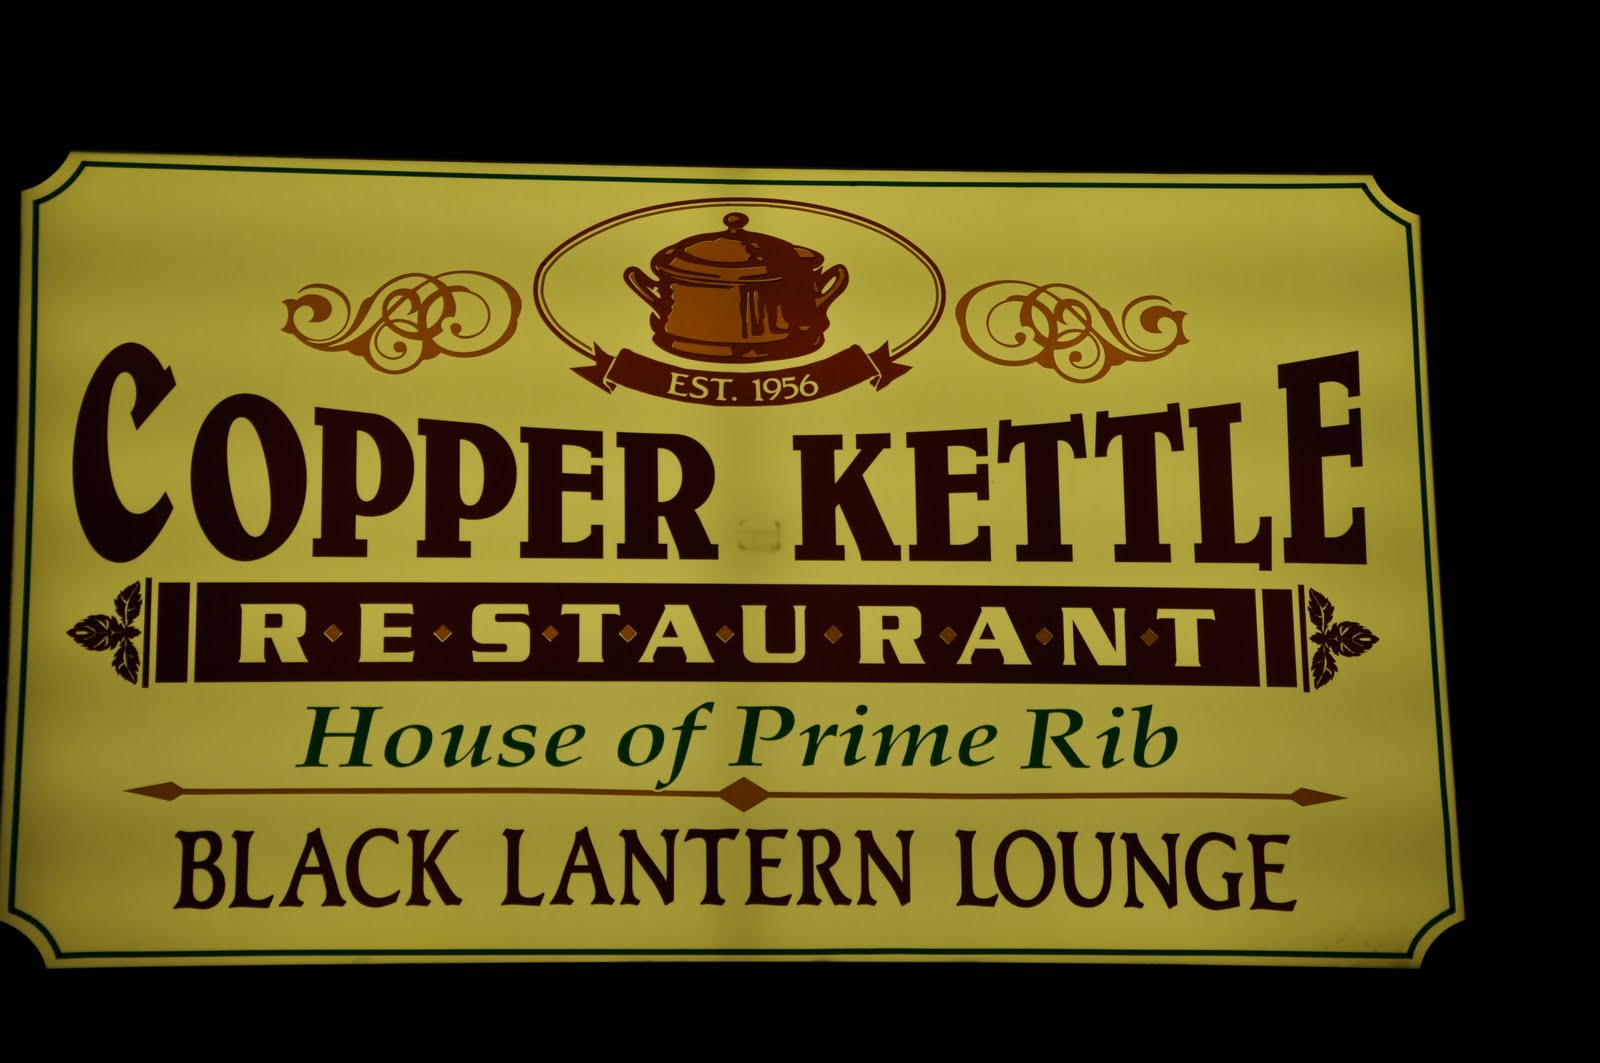 EST. 1956
COPPER KETTLE
RESTAURANT
House of Prime Rib
BLACK LANTERN LOUNGE